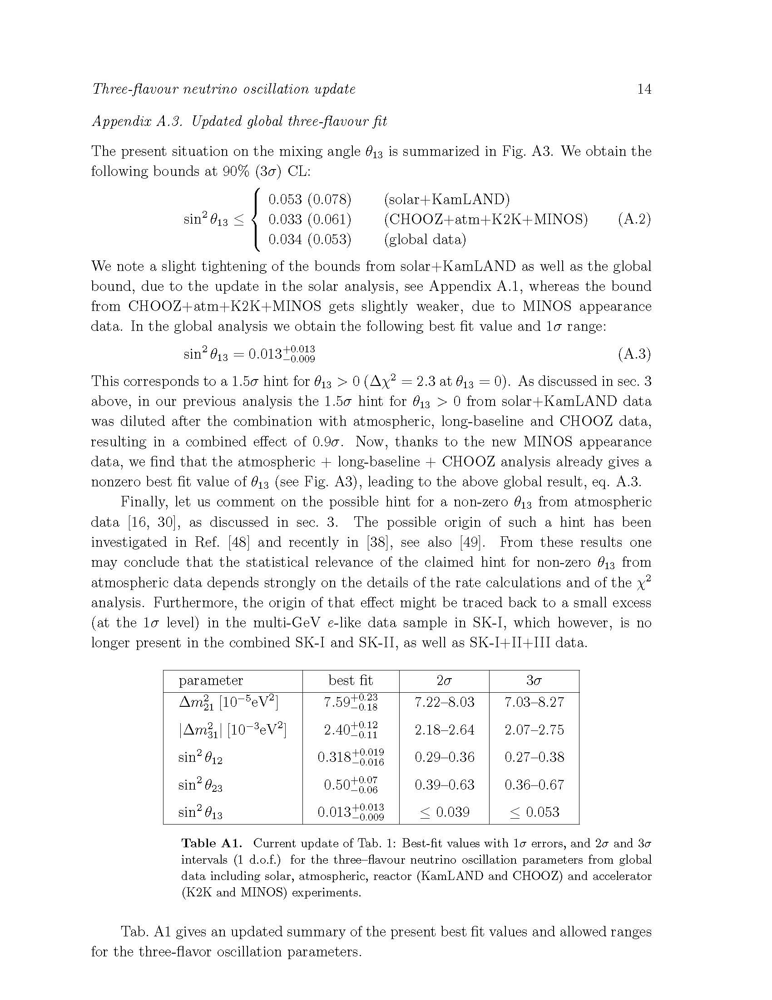 Three-flavour neutrino oscillation update 14
Appendix A.3. Updated global three-flavour fit
The present situation on the mixing angle θ13 is summarized in Fig. A3. We obtain the
following bounds at 90% (3σ) CL:
sin² θ13 ≤ { 0.053 (0.078) (solar+KamLAND)
0.033 (0.061) (CHOOZ+atm+K2K+MINOS) (A.2)
0.034 (0.053) (global data)
We note a slight tightening of the bounds from solar+KamLAND as well as the global
bound, due to the update in the solar analysis, see Appendix A.1, whereas the bound
from CHOOZ+atm+K2K+MINOS gets slightly weaker, due to MINOS appearance
data. In the global analysis we obtain the following best fit value and 1σ range:
sin² θ13 = 0.013 +0.013 −0.009 (A.3)
This corresponds to a 1.5σ hint for θ13 > 0 (Δχ² = 2.3 at θ13 = 0). As discussed in sec. 3
above, in our previous analysis the 1.5σ hint for θ13 > 0 from solar+KamLAND data
was diluted after the combination with atmospheric, long-baseline and CHOOZ data,
resulting in a combined effect of 0.9σ. Now, thanks to the new MINOS appearance
data, we find that the atmospheric + long-baseline + CHOOZ analysis already gives a
nonzero best fit value of θ13 (see Fig. A3), leading to the above global result, eq. A.3.
Finally, let us comment on the possible hint for a non-zero θ13 from atmospheric
data [16, 30], as discussed in sec. 3. The possible origin of such a hint has been
investigated in Ref. [48] and recently in [38], see also [49]. From these results one
may conclude that the statistical relevance of the claimed hint for non-zero θ13 from
atmospheric data depends strongly on the details of the rate calculations and of the χ²
analysis. Furthermore, the origin of that effect might be traced back to a small excess
(at the 1σ level) in the multi-GeV e-like data sample in SK-I, which however, is no
longer present in the combined SK-I and SK-II, as well as SK-I+II+III data.
parameter best fit 2σ 3σ
Δm²21 [10−5eV²] 7.59 +0.23 −0.18 7.22–8.03 7.03–8.27
|Δm²31| [10−3eV²] 2.40 +0.12 −0.11 2.18–2.64 2.07–2.75
sin² θ12 0.318 +0.019 −0.016 0.29–0.36 0.27–0.38
sin² θ23 0.50 +0.07 −0.06 0.39–0.63 0.36–0.67
sin² θ13 0.013 +0.013 −0.009 ≤ 0.039 ≤ 0.053
Table A1. Current update of Tab. 1: Best-fit values with 1σ errors, and 2σ and 3σ
intervals (1 d.o.f.) for the three–flavour neutrino oscillation parameters from global
data including solar, atmospheric, reactor (KamLAND and CHOOZ) and accelerator
(K2K and MINOS) experiments.
Tab. A1 gives an updated summary of the present best fit values and allowed ranges
for the three-flavor oscillation parameters.